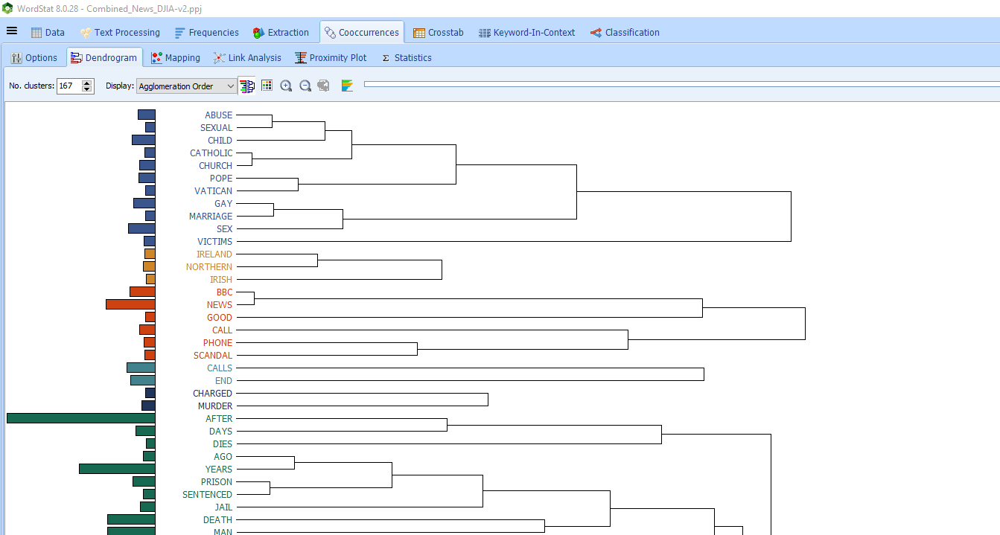 WordStat 8.0.28 - Combined_News_DJIA-v2.ppj
Data Text Processing Frequencies Extraction Cooccurrences Crosstab Keyword-In-Context Classification
Options Dendrogram Mapping Link Analysis Proximity Plot Σ Statistics
No. clusters: 167 Display: Agglomeration Order
ABUSE
SEXUAL
CHILD
CATHOLIC
CHURCH
POPE
VATICAN
GAY
MARRIAGE
SEX
VICTIMS
IRELAND
NORTHERN
IRISH
BBC
NEWS
GOOD
CALL
PHONE
SCANDAL
CALLS
END
CHARGED
MURDER
AFTER
DAYS
DIES
AGO
YEARS
PRISON
SENTENCED
JAIL
DEATH
MAN